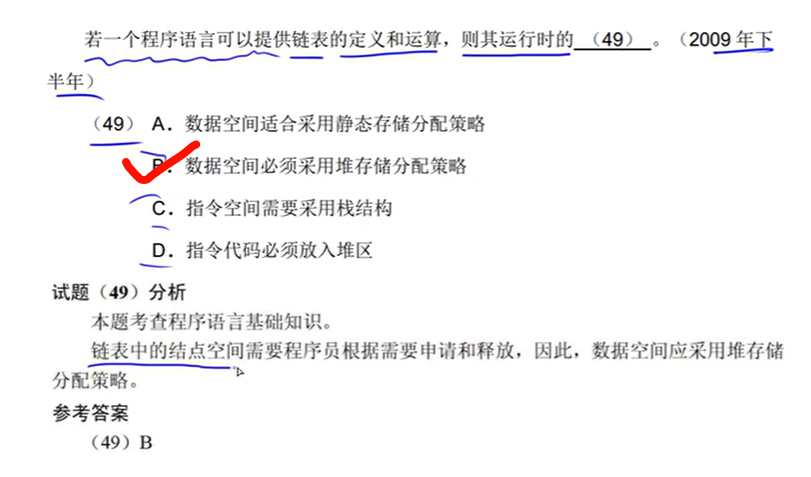 若一个程序语言可以提供链表的定义和运算，则其运行时的 （49） 。（2009 年下
半年）
（49） A．数据空间适合采用静态存储分配策略
B．数据空间必须采用堆存储分配策略
C．指令空间需要采用栈结构
D．指令代码必须放入堆区
试题（49）分析
本题考查程序语言基础知识。
链表中的结点空间需要程序员根据需要申请和释放，因此，数据空间应采用堆存储
分配策略。
参考答案
（49）B